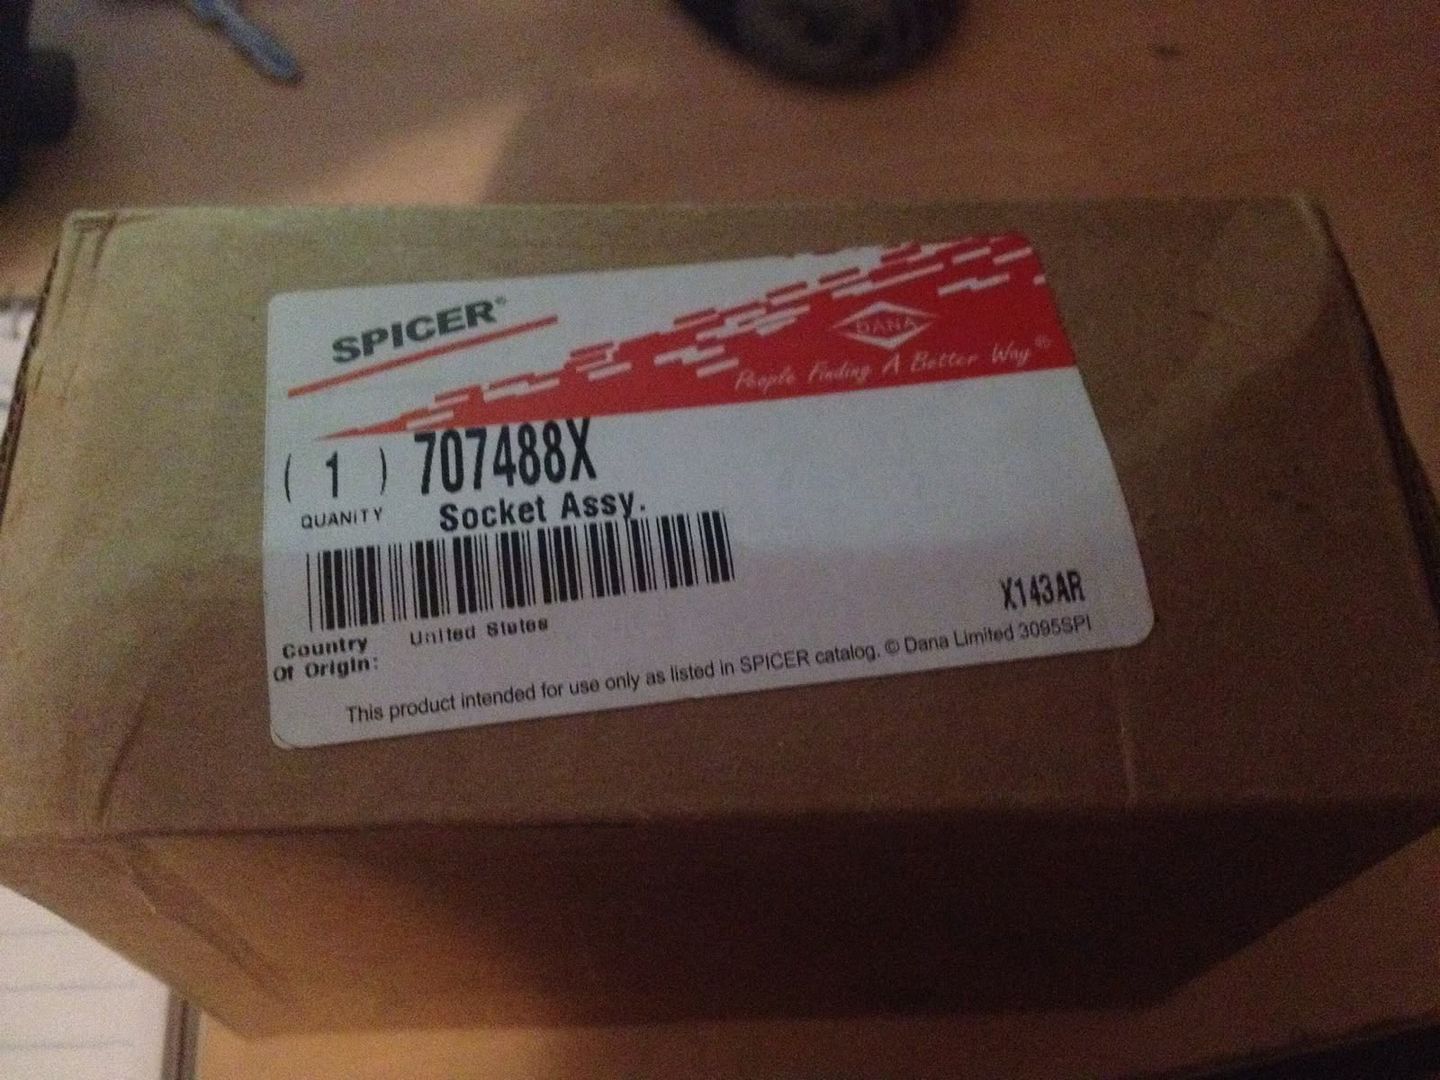 SPICER®
DANA
People Finding A Better Way®
( 1 ) 707488X
QUANITY Socket Assy.
Country Of Origin: United States
X143AR
This product intended for use only as listed in SPICER catalog. © Dana Limited 3095SPI